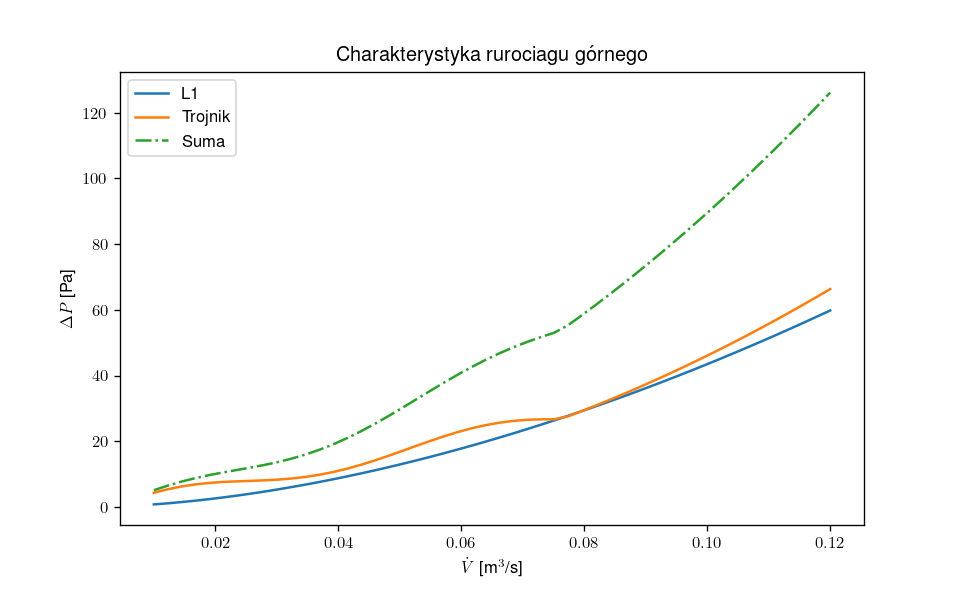 Charakterystyka rurociagu górnego
L1
Trojnik
Suma
120
100
80
60
40
20
0
ΔP [Pa]
0.02 0.04 0.06 0.08 0.10 0.12
V̇ [m³/s]